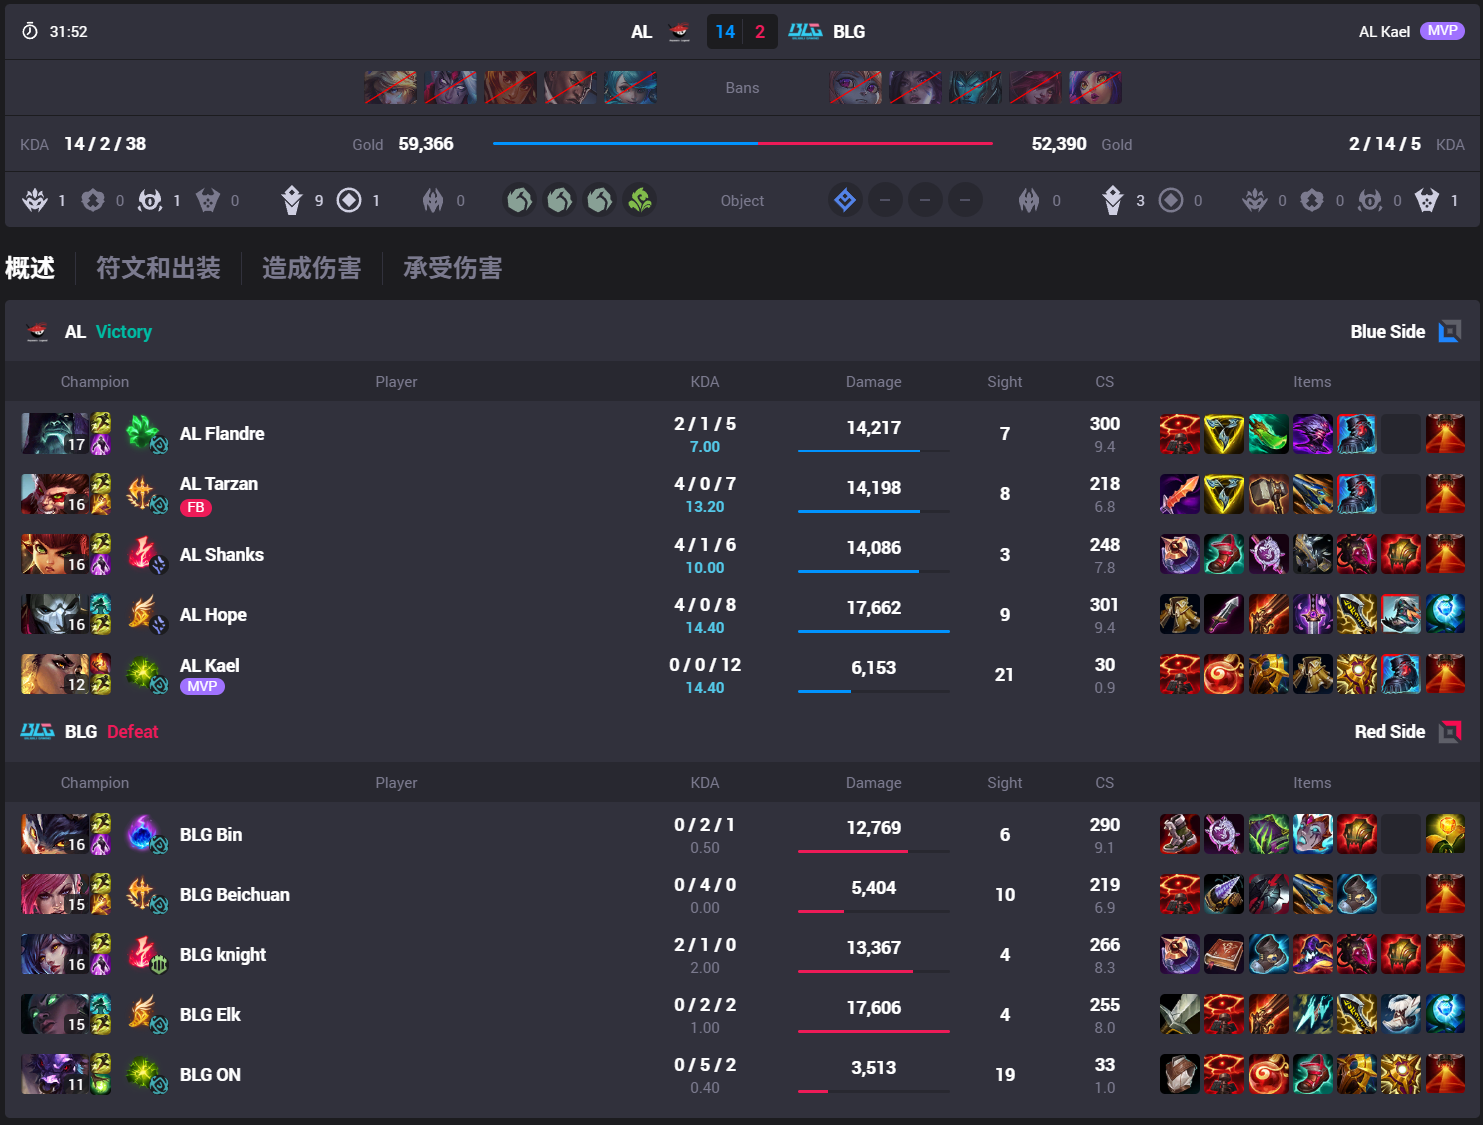 31:52 AL 14 2 BLG AL Kael MVP
Bans
KDA 14 / 2 / 38 Gold 59,366 52,390 Gold 2 / 14 / 5 KDA
1 0 1 0 9 1 0 Object 0 3 0 0 0 0 1
概述 符文和出装 造成伤害 承受伤害
AL Victory Blue Side
Champion Player KDA Damage Sight CS Items
17 AL Flandre 2 / 1 / 5 14,217 7 300
7.00 9.4
16 AL Tarzan 4 / 0 / 7 14,198 8 218
FB 13.20 6.8
16 AL Shanks 4 / 1 / 6 14,086 3 248
10.00 7.8
16 AL Hope 4 / 0 / 8 17,662 9 301
14.40 9.4
12 AL Kael 0 / 0 / 12 6,153 21 30
MVP 14.40 0.9
BLG BLG Defeat Red Side
Champion Player KDA Damage Sight CS Items
16 BLG Bin 0 / 2 / 1 12,769 6 290
0.50 9.1
15 BLG Beichuan 0 / 4 / 0 5,404 10 219
0.00 6.9
16 BLG knight 2 / 1 / 0 13,367 4 266
2.00 8.3
15 BLG Elk 0 / 2 / 2 17,606 4 255
1.00 8.0
11 BLG ON 0 / 5 / 2 3,513 19 33
0.40 1.0